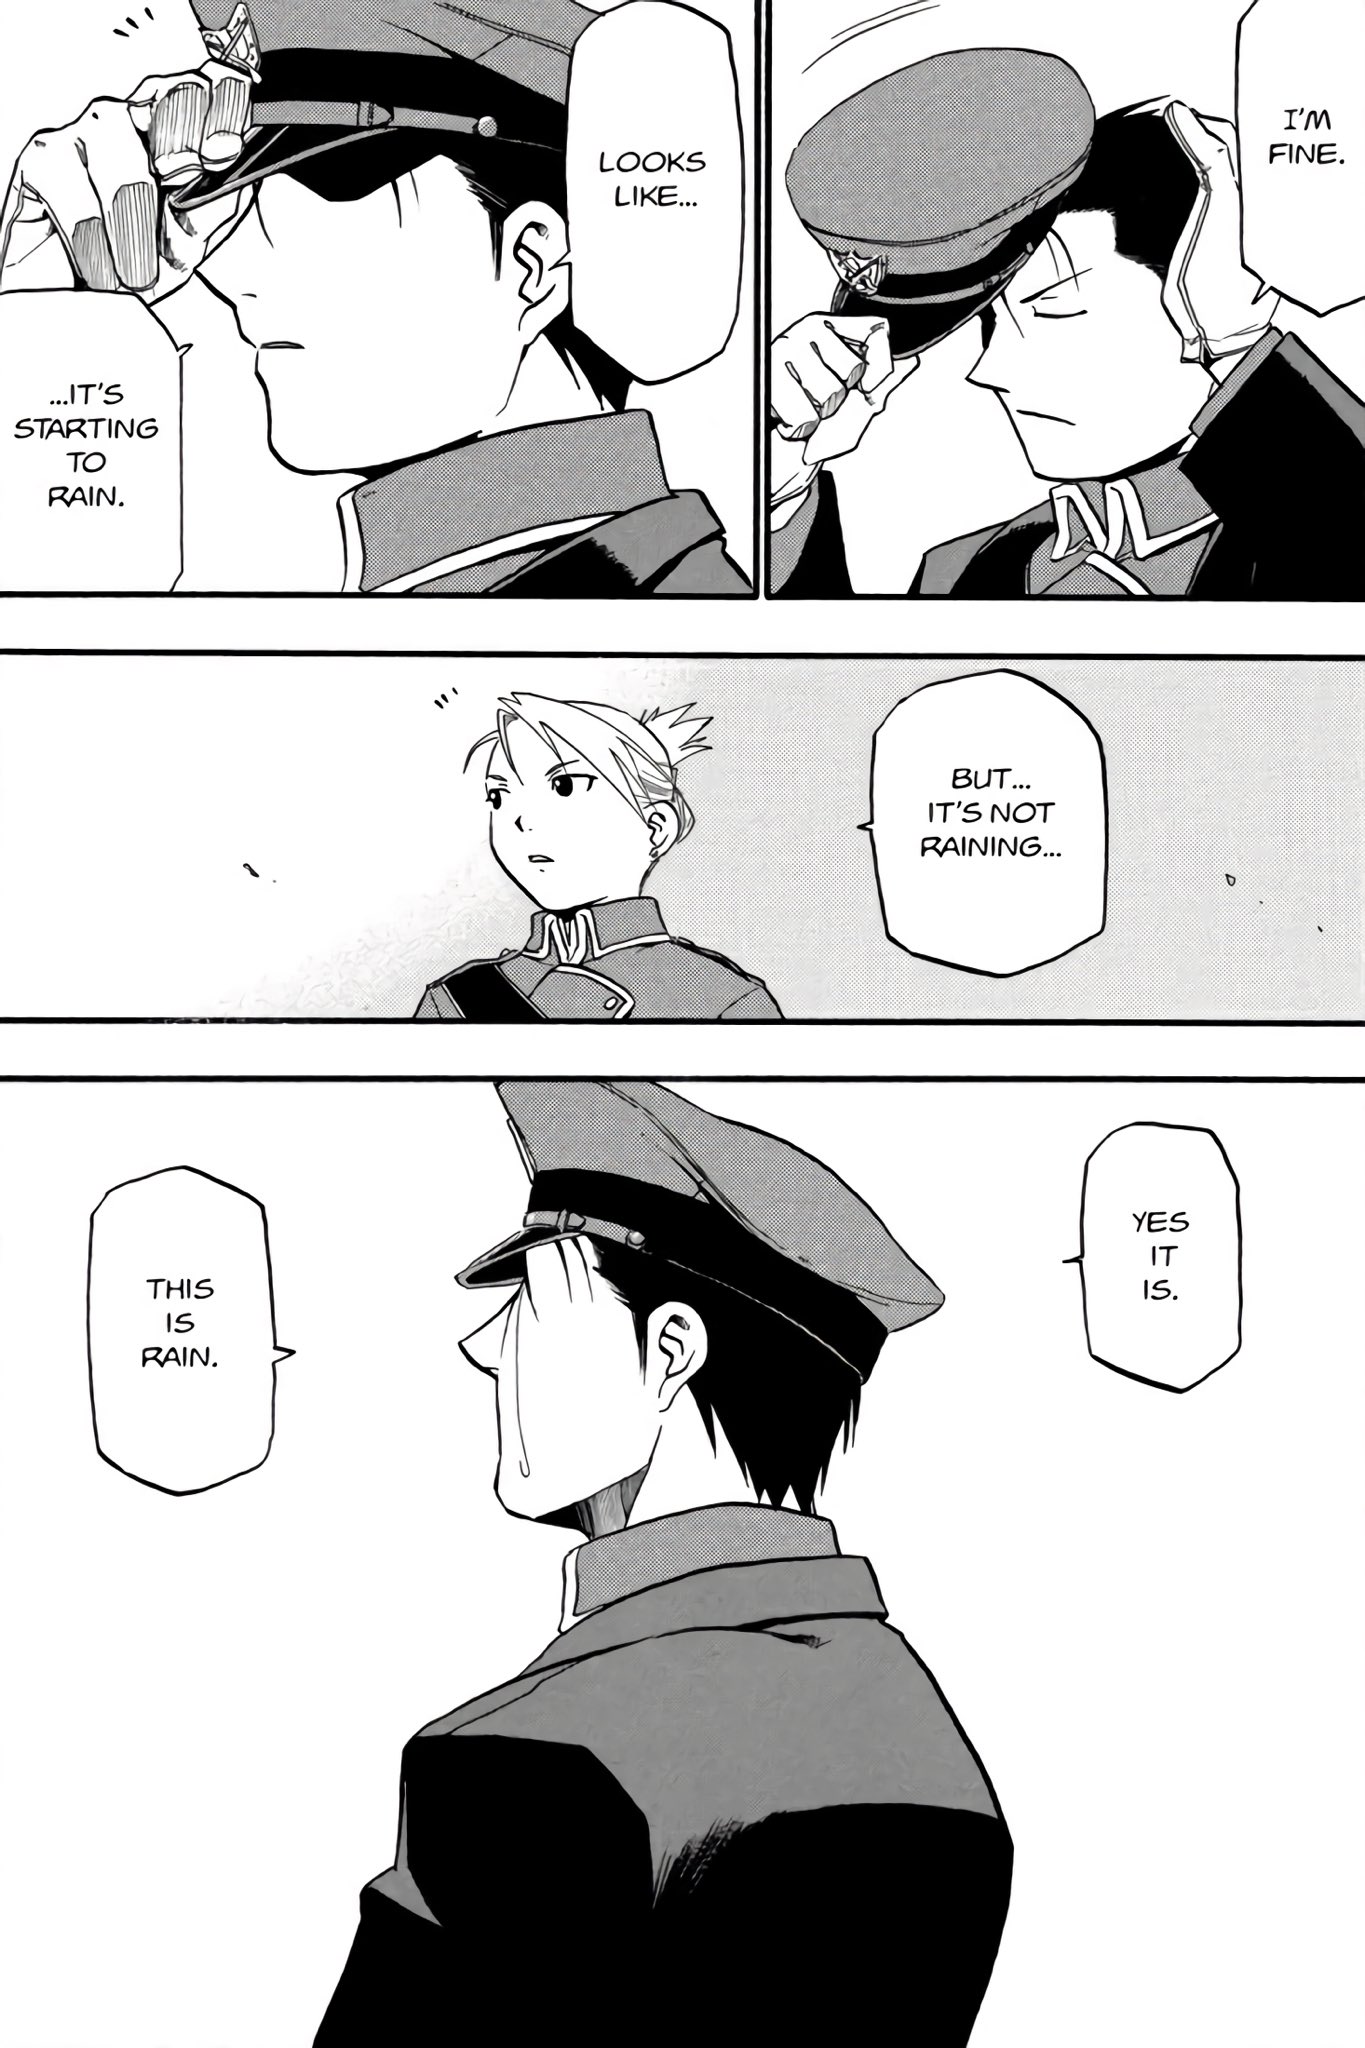 I'M
FINE.
LOOKS
LIKE...
...IT'S
STARTING
TO
RAIN.
BUT...
IT'S NOT
RAINING...
YES
IT
IS.
THIS
IS
RAIN.